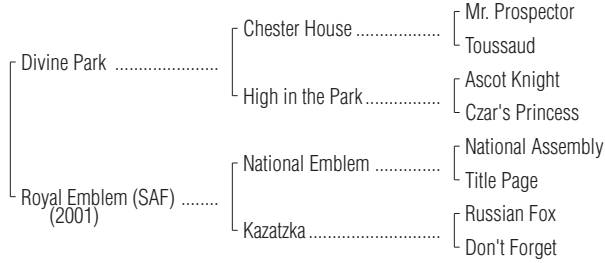 Mr. Prospector
Chester House ..................
Toussaud
Divine Park ......................
Ascot Knight
High in the Park................
Czar's Princess
National Assembly
National Emblem ..............
Title Page
Royal Emblem (SAF) ........
(2001)
Russian Fox
Kazatzka............................
Don't Forget